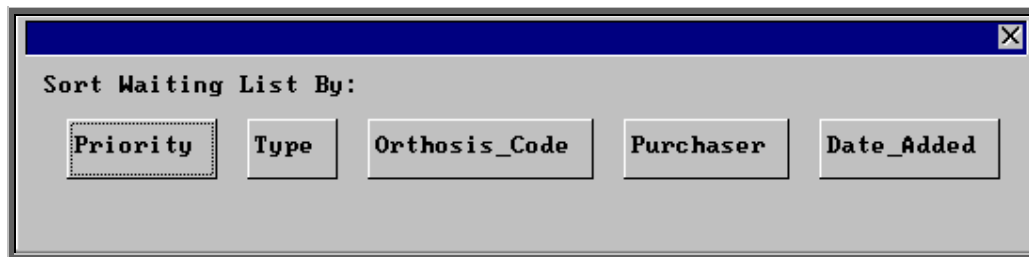 Sort Waiting List By:
Priority Type Orthosis_Code Purchaser Date_Added